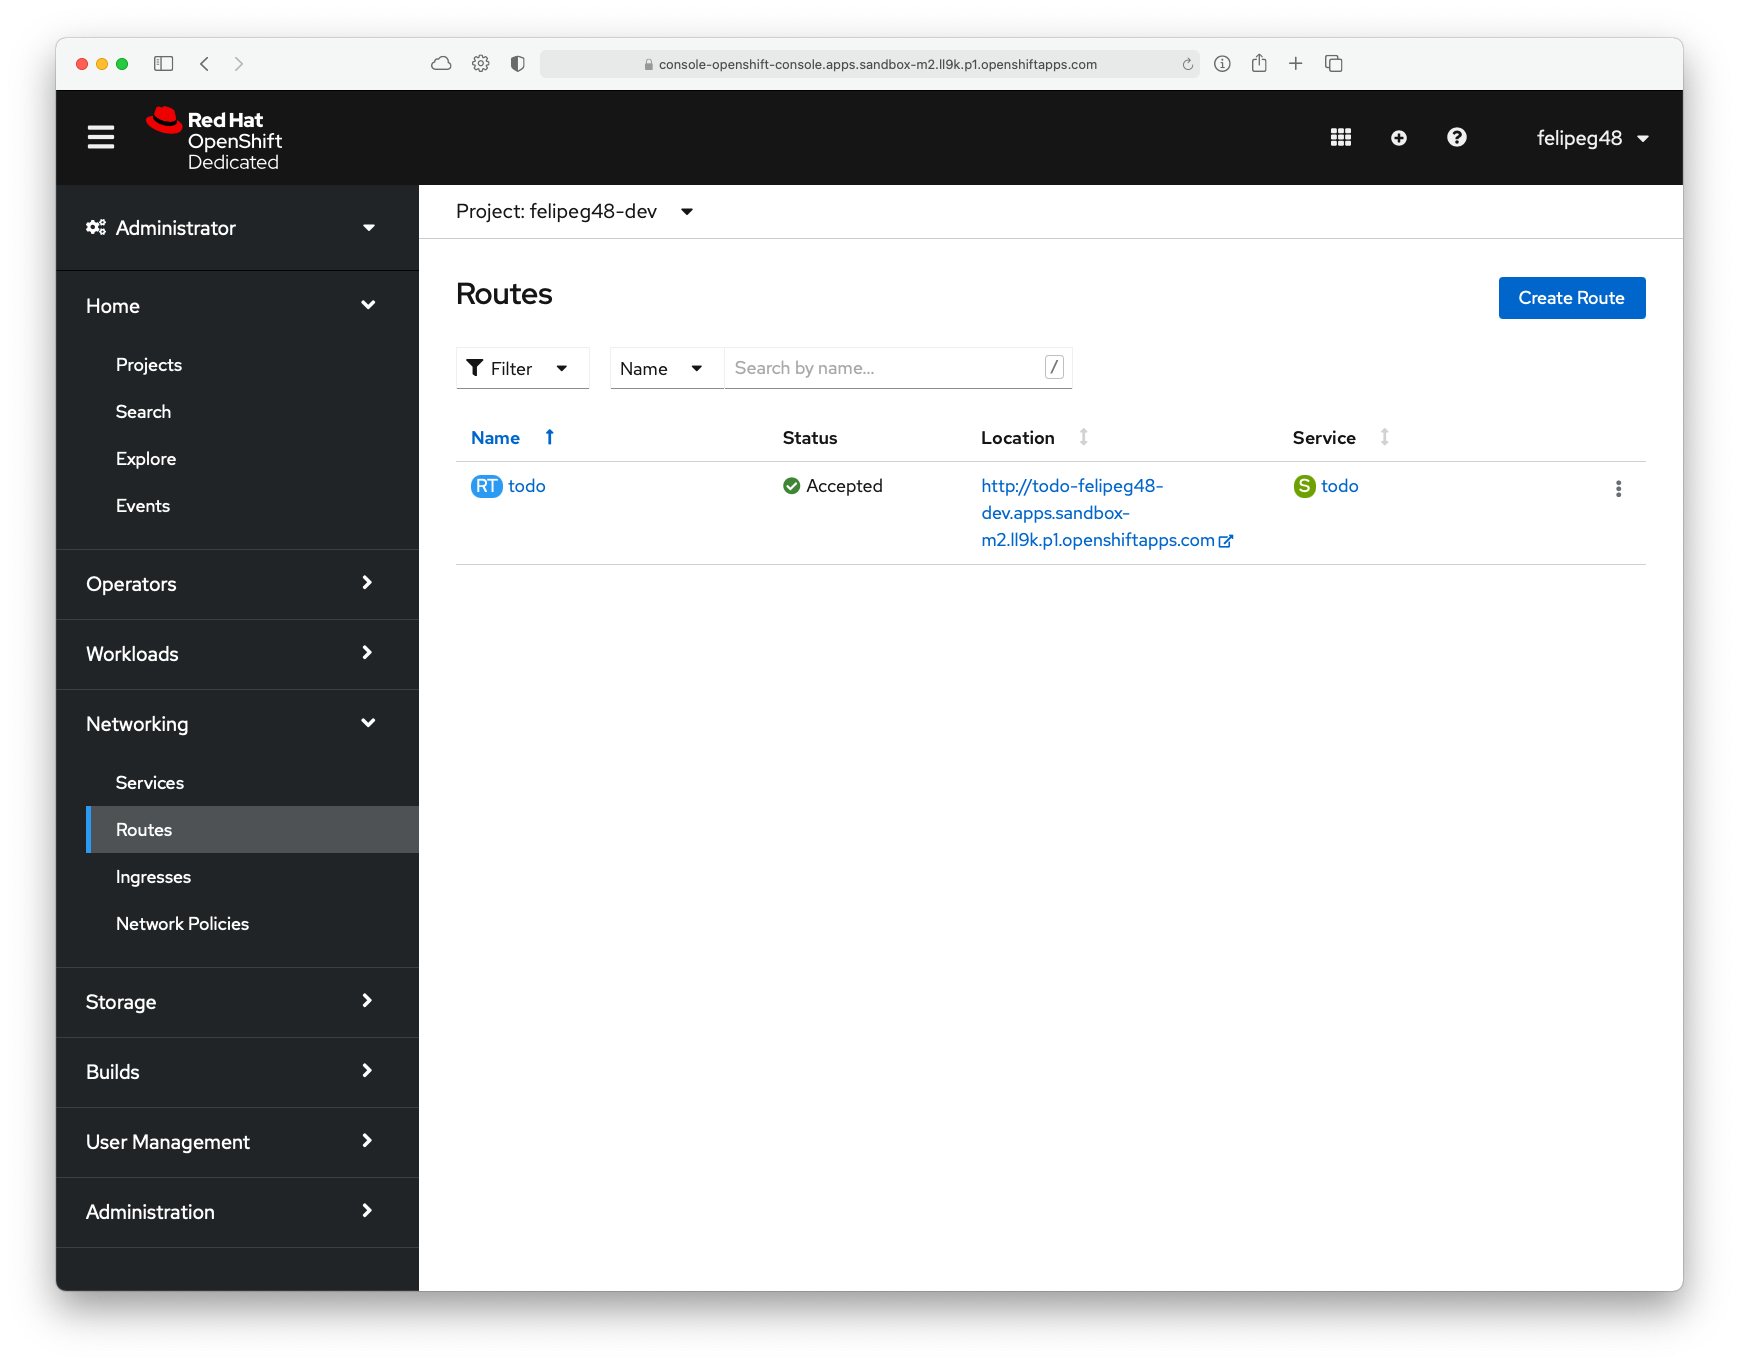 console-openshift-console.apps.sandbox-m2.ll9k.p1.openshiftapps.com
Red Hat
OpenShift
Dedicated
felipeg48
Administrator
Home
Projects
Search
Explore
Events
Operators
Workloads
Networking
Services
Routes
Ingresses
Network Policies
Storage
Builds
User Management
Administration
Project: felipeg48-dev
Routes
Create Route
Filter
Name
Search by name...
/
Name
Status
Location
Service
RT todo
Accepted
http://todo-felipeg48-
dev.apps.sandbox-
m2.ll9k.p1.openshiftapps.com
S todo